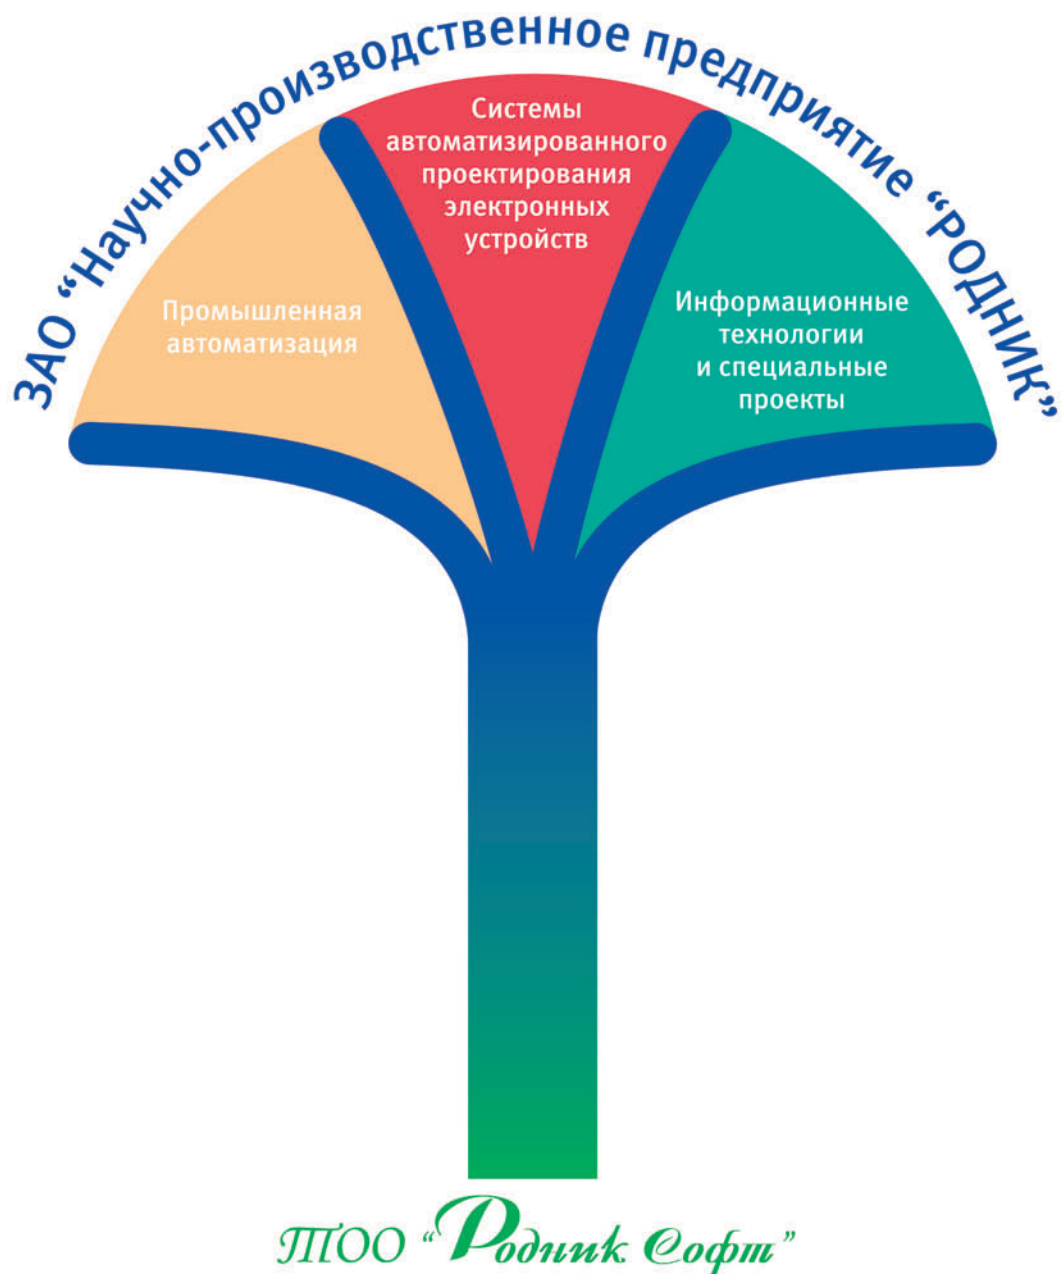 ЗАО “Научно-производственное предприятие “РОДНИК”
Системы
автоматизированного
проектирования
электронных
устройств
Промышленная
автоматизация
Информационные
технологии
и специальные
проекты
ТОО “Родник Софт”